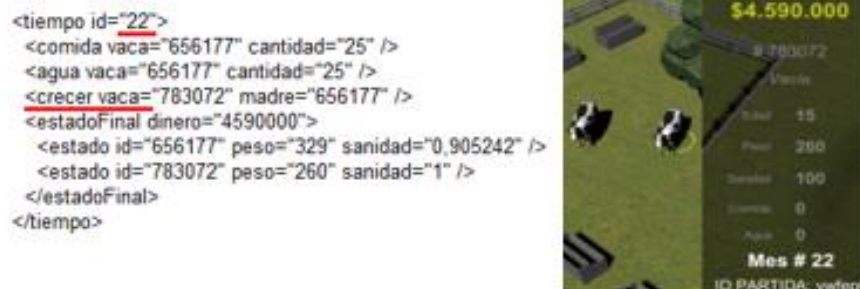 <tiempo id="22">
<comida vaca="656177" cantidad="25" />
<agua vaca="656177" cantidad="25" />
<crecer vaca="783072" madre="656177" />
<estadoFinal dinero="4590000">
<estado id="656177" peso="329" sanidad="0,905242" />
<estado id="783072" peso="260" sanidad="1" />
</estadoFinal>
</tiempo>
$4.590.000
# 783072
Edad 15
Peso 260
Sanidad 100
Comida 0
Agua 0
Mes # 22
ID PARTIDA: